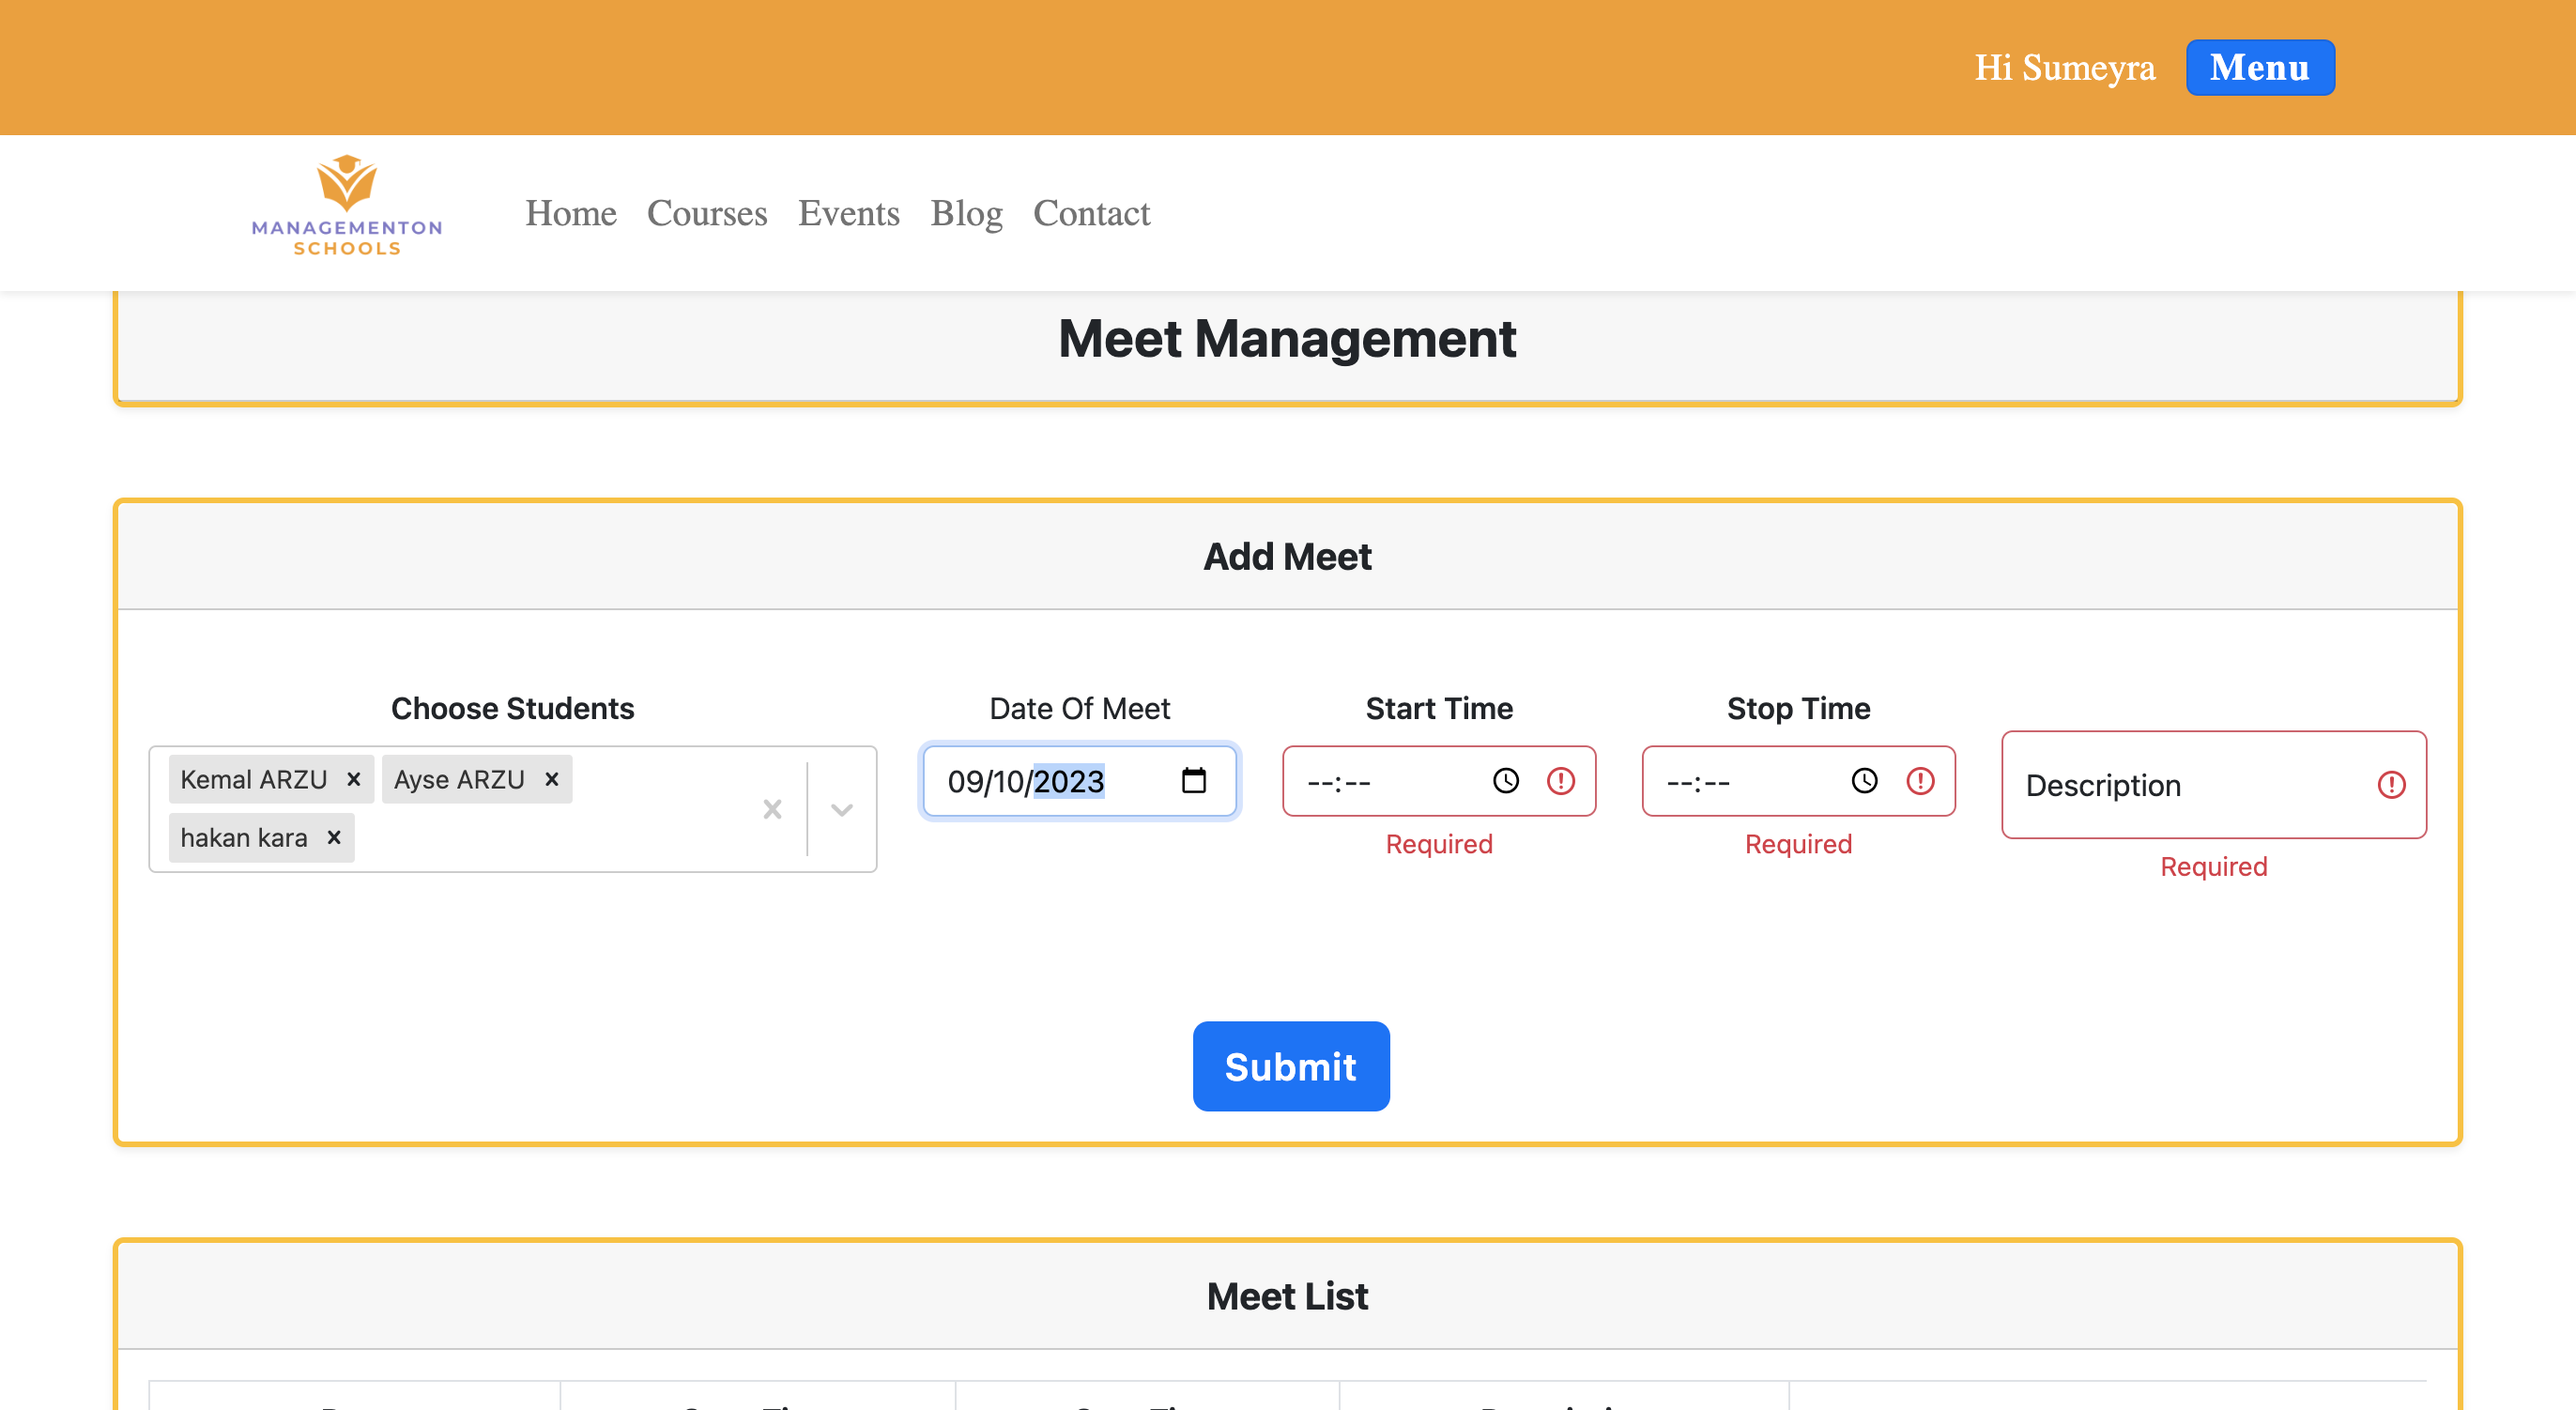 Hi Sumeyra Menu
MANAGEMENTON
SCHOOLS
Home Courses Events Blog Contact
Meet Management
Add Meet
Choose Students Date Of Meet Start Time Stop Time
Kemal ARZU Ayse ARZU
hakan kara
09/10/2023 --:-- --:-- Description
Required Required Required
Submit
Meet List